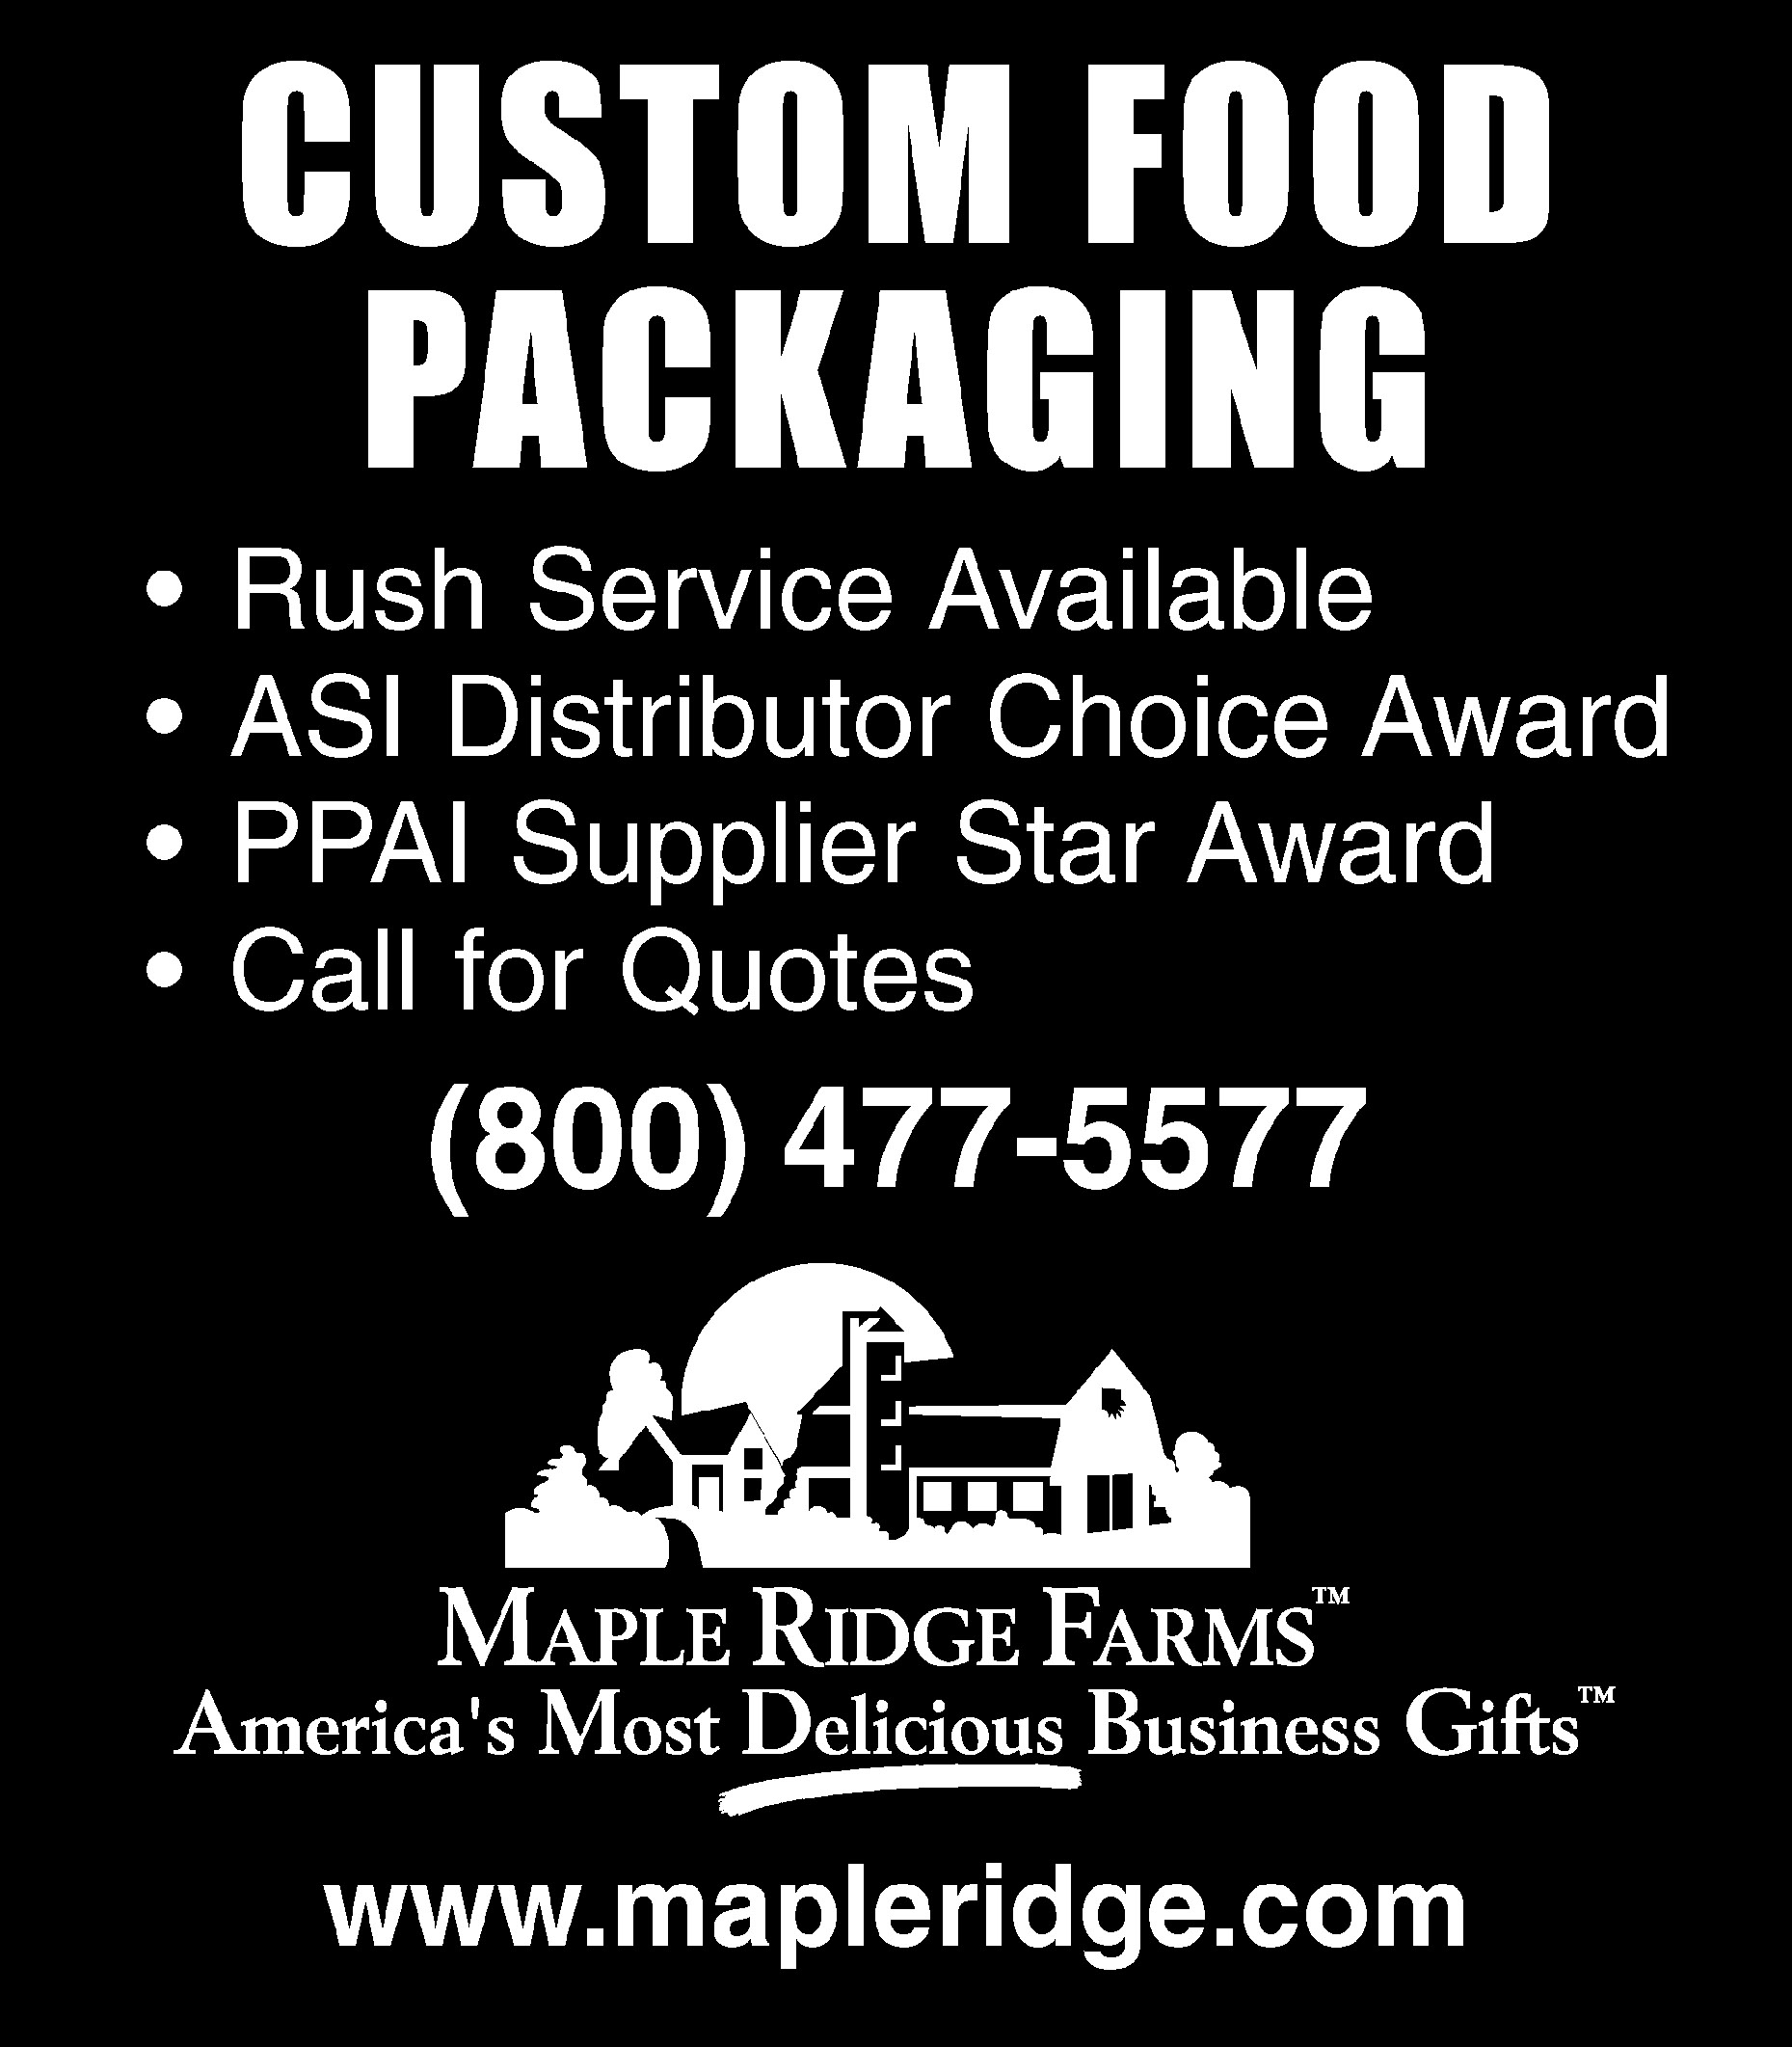 CUSTOM FOOD
PACKAGING
• Rush Service Available
• ASI Distributor Choice Award
• PPAI Supplier Star Award
• Call for Quotes
(800) 477-5577
MAPLE RIDGE FARMS™
America's Most Delicious Business Gifts™
www.mapleridge.com